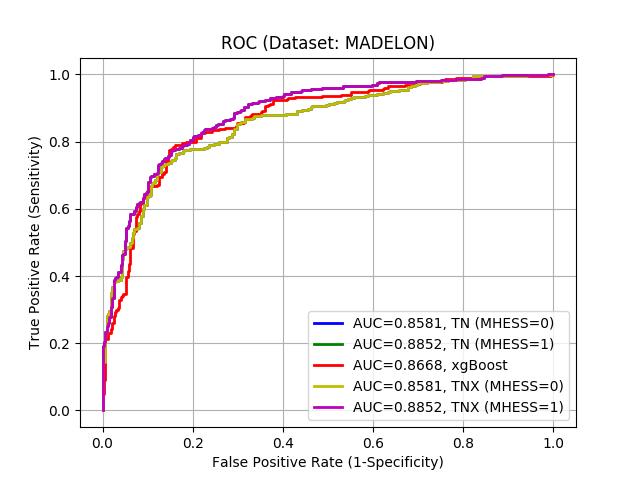 ROC (Dataset: MADELON)
True Positive Rate (Sensitivity)
1.0
0.8
0.6
0.4
0.2
0.0
AUC=0.8581, TN (MHESS=0)
AUC=0.8852, TN (MHESS=1)
AUC=0.8668, xgBoost
AUC=0.8581, TNX (MHESS=0)
AUC=0.8852, TNX (MHESS=1)
0.0 0.2 0.4 0.6 0.8 1.0
False Positive Rate (1-Specificity)